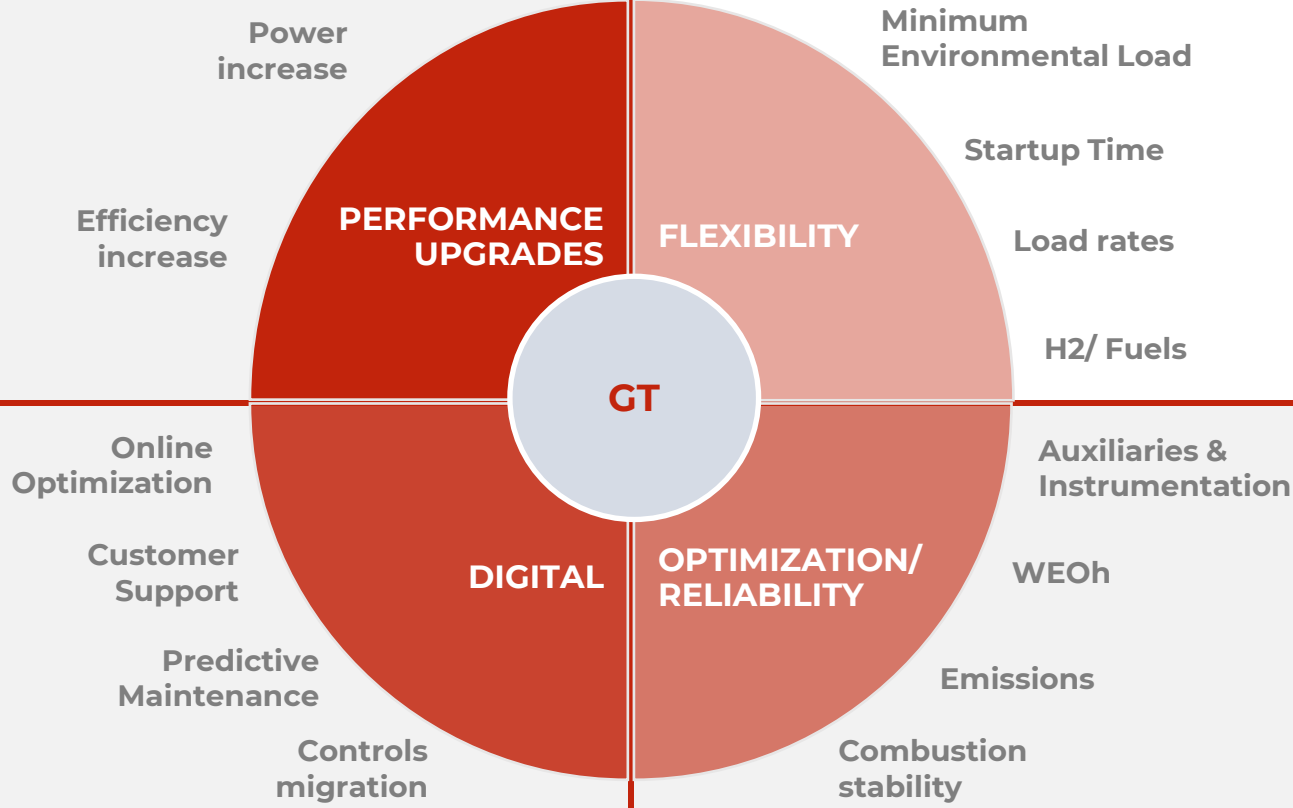 Power
increase
Efficiency
increase
PERFORMANCE
UPGRADES
Minimum
Environmental Load
Startup Time
Load rates
H2/ Fuels
FLEXIBILITY
GT
Online
Optimization
Customer
Support
Predictive
Maintenance
Controls
migration
DIGITAL
OPTIMIZATION/
RELIABILITY
Auxiliaries &
Instrumentation
WEOh
Emissions
Combustion
stability